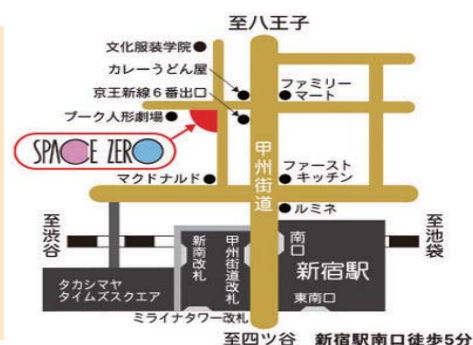 至八王子
文化服装学院
カレーうどん屋
京王新線6番出口
ファミリー
マート
プーク人形劇場
SPACE ZERO
甲州街道
マクドナルド
ファースト
キッチン
ルミネ
至渋谷
新南改札
甲州街道改札
南口
新宿駅
至池袋
タカシマヤ
タイムズスクエア
東南口
ミライナタワー改札
至四ツ谷 新宿駅南口徒歩5分